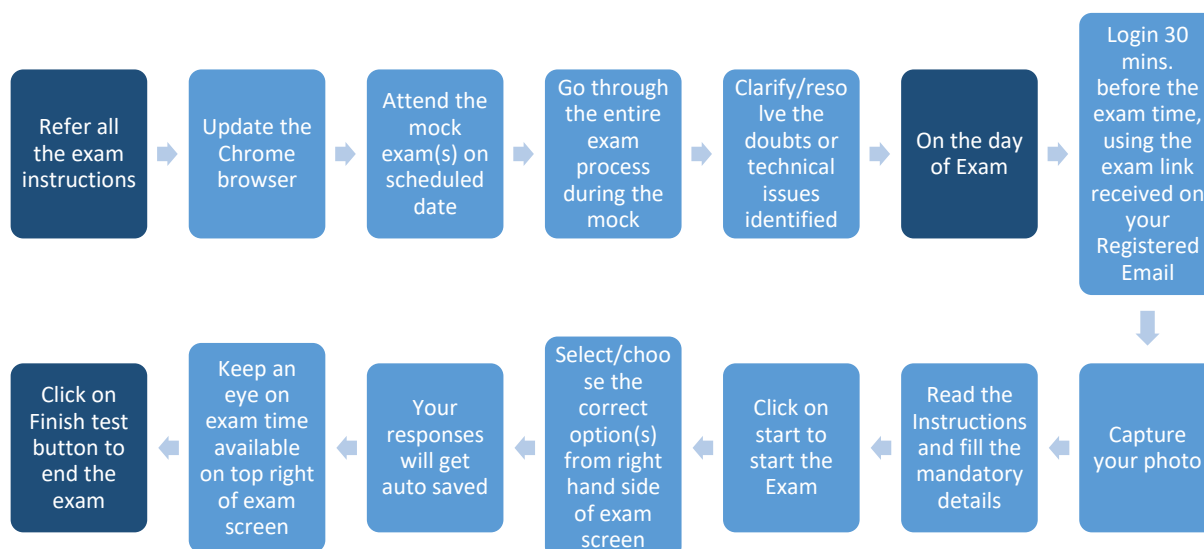 Refer all
the exam
instructions
Update the
Chrome
browser
Attend the
mock
exam(s) on
scheduled
date
Go through
the entire
exam
process
during the
mock
Clarify/reso
lve the
doubts or
technical
issues
identified
On the day
of Exam
Login 30
mins.
before the
exam time,
using the
exam link
received on
your
Registered
Email
Capture
your photo
Read the
Instructions
and fill the
mandatory
details
Click on
start to
start the
Exam
Select/choo
se the
correct
option(s)
from right
hand side
of exam
screen
Your
responses
will get
auto saved
Keep an
eye on
exam time
available
on top right
of exam
screen
Click on
Finish test
button to
end the
exam